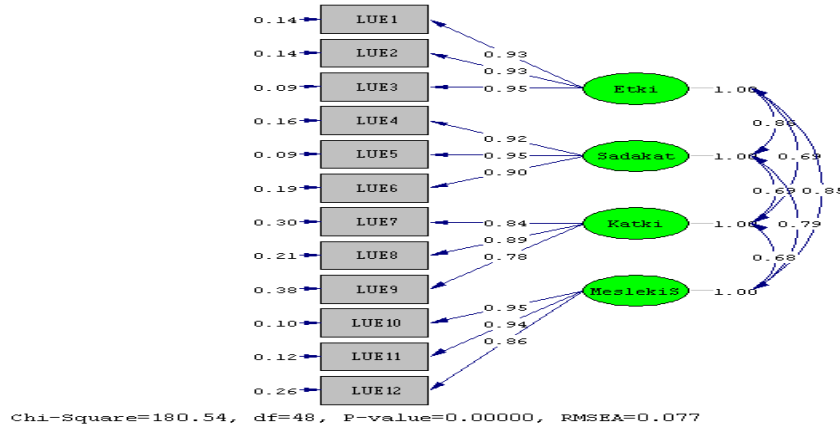 0.14 LUE1
0.14 LUE2 0.93
0.93
0.09 LUE3 0.95 Etki 1.00
0.16 LUE4 0.88
0.92
0.09 LUE5 0.95 Sadakat 1.00 0.69
0.90
0.19 LUE6 0.69 0.85
0.30 LUE7 0.84 Katki 1.00 0.79
0.89
0.21 LUE8 0.78 0.68
0.38 LUE9 MeslekiS 1.00
0.95
0.10 LUE10 0.94
0.12 LUE11 0.86
0.26 LUE12
Chi-Square=180.54, df=48, P-value=0.00000, RMSEA=0.077